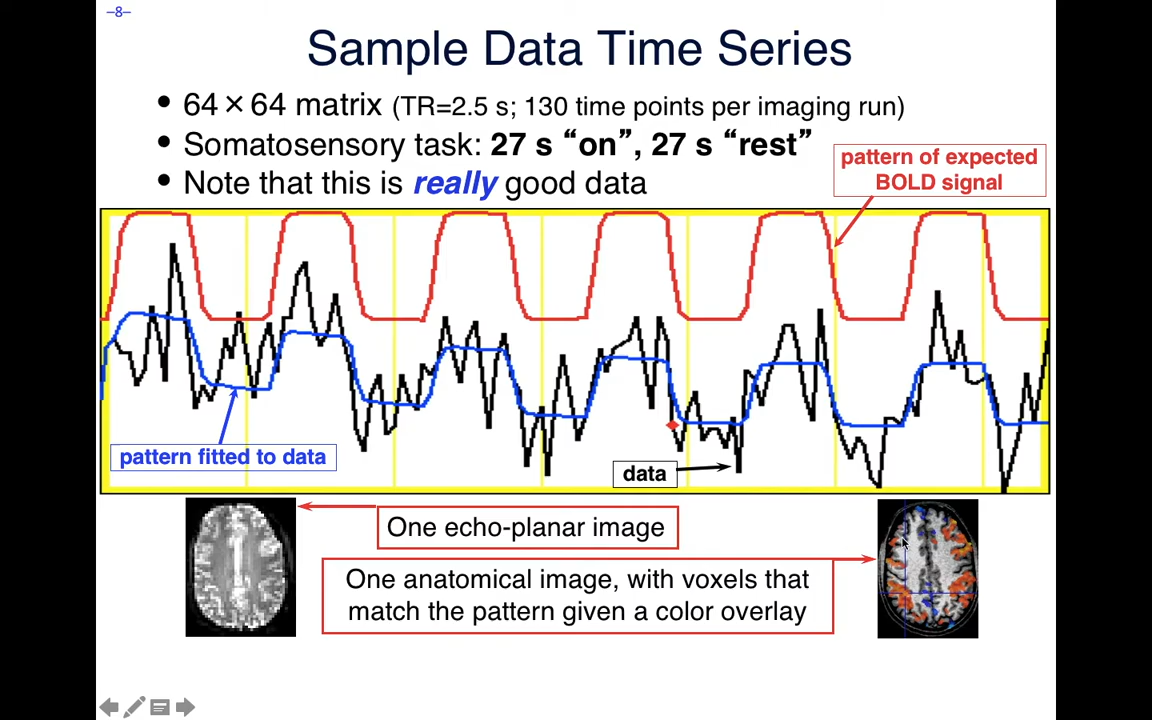 –8–
Sample Data Time Series
• 64×64 matrix (TR=2.5 s; 130 time points per imaging run)
• Somatosensory task: 27 s “on”, 27 s “rest”
• Note that this is really good data
pattern of expected
BOLD signal
pattern fitted to data
data
One echo-planar image
One anatomical image, with voxels that
match the pattern given a color overlay